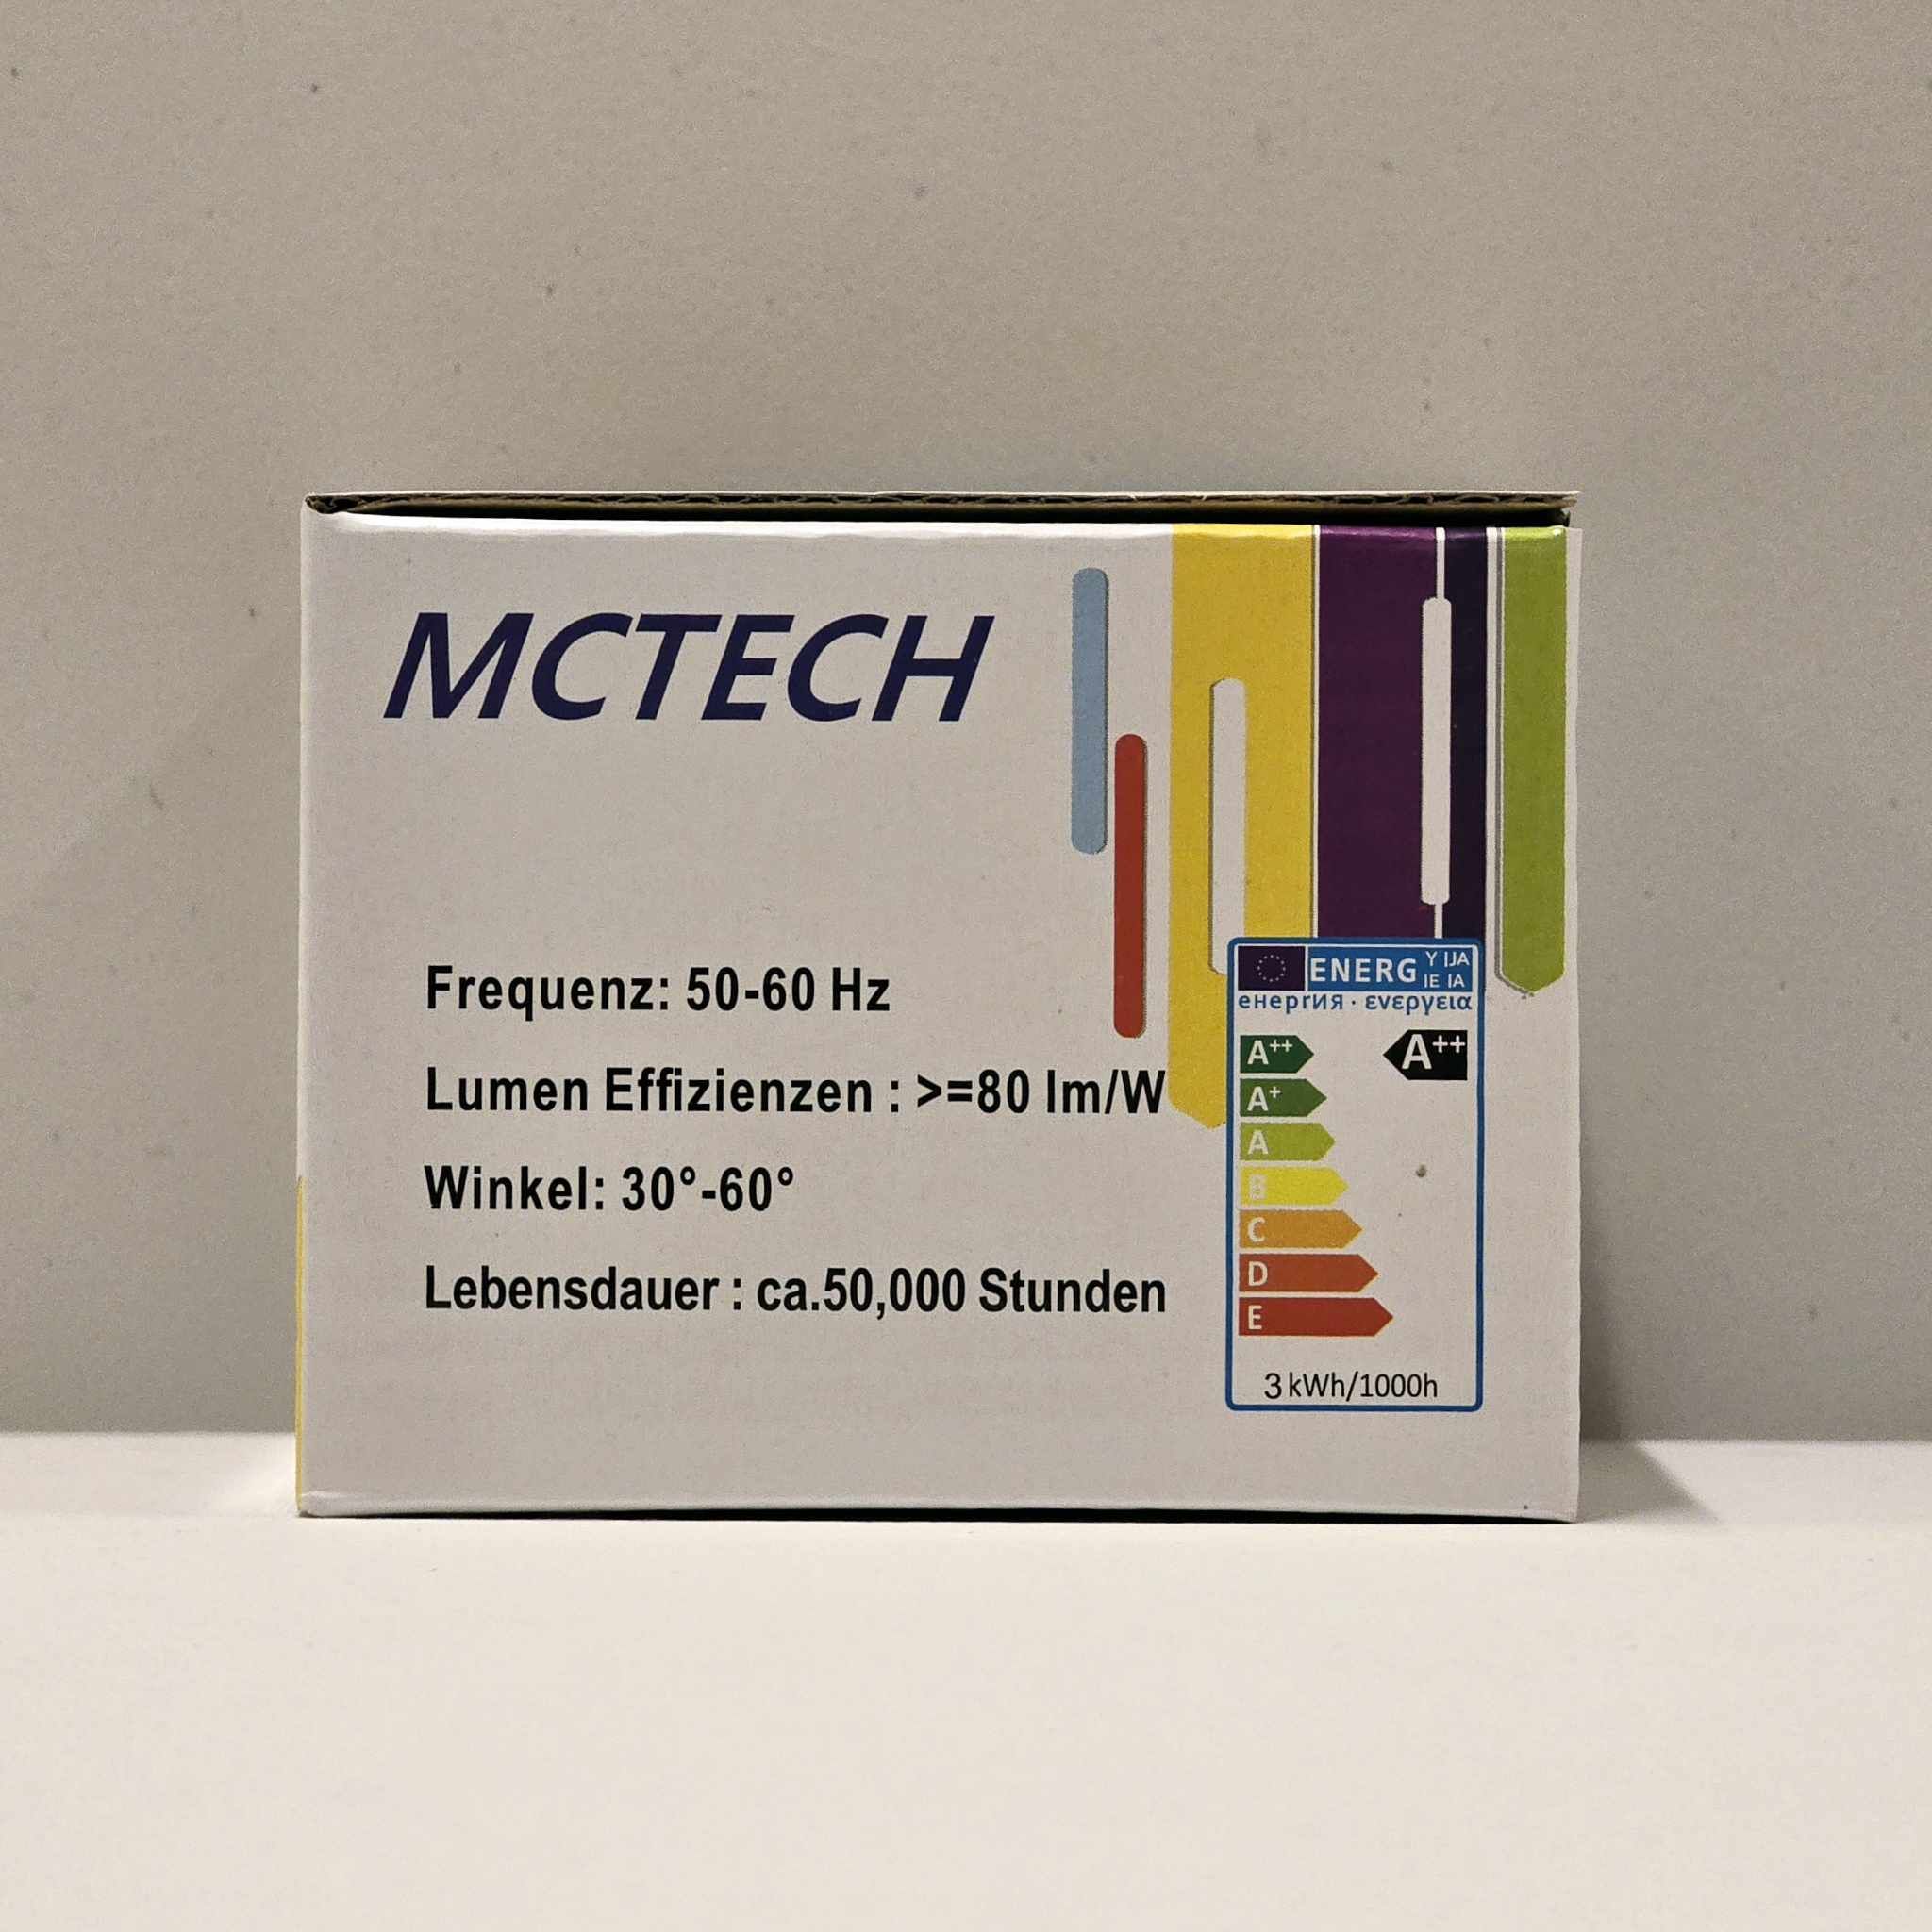 MCTECH
Frequenz: 50-60 Hz
Lumen Effizienzen : >=80 lm/W
Winkel: 30°-60°
Lebensdauer : ca.50,000 Stunden
ENERG Y IJA
IE IA
енергия · ενεργεια
A++
A++
A+
A
B
C
D
E
3 kWh/1000h